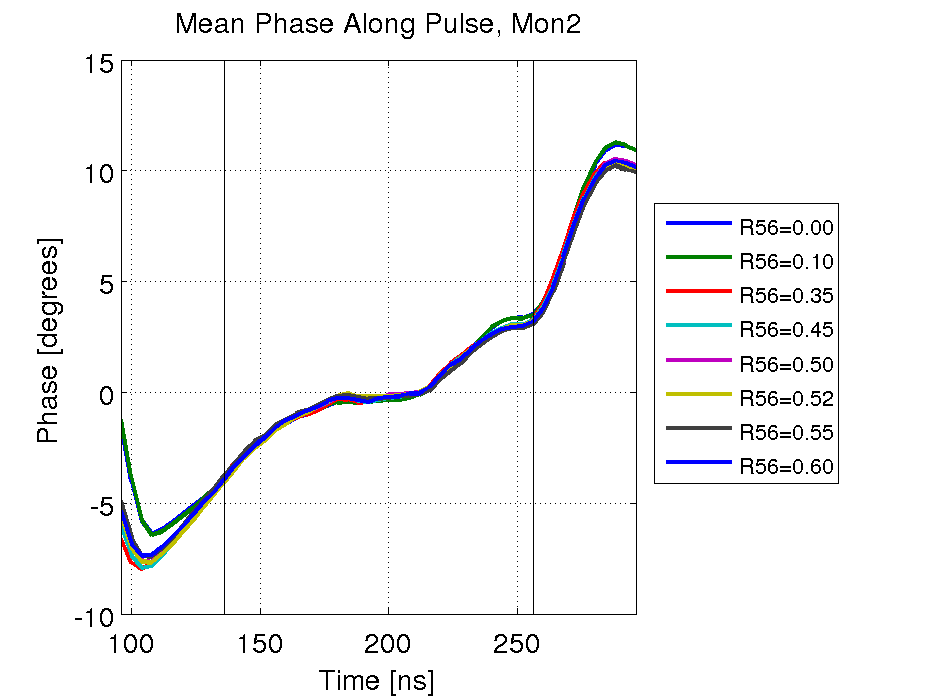 Mean Phase Along Pulse, Mon2
15
10
5
0
-5
-10
Phase [degrees]
100
150
200
250
Time [ns]
R56=0.00
R56=0.10
R56=0.35
R56=0.45
R56=0.50
R56=0.52
R56=0.55
R56=0.60